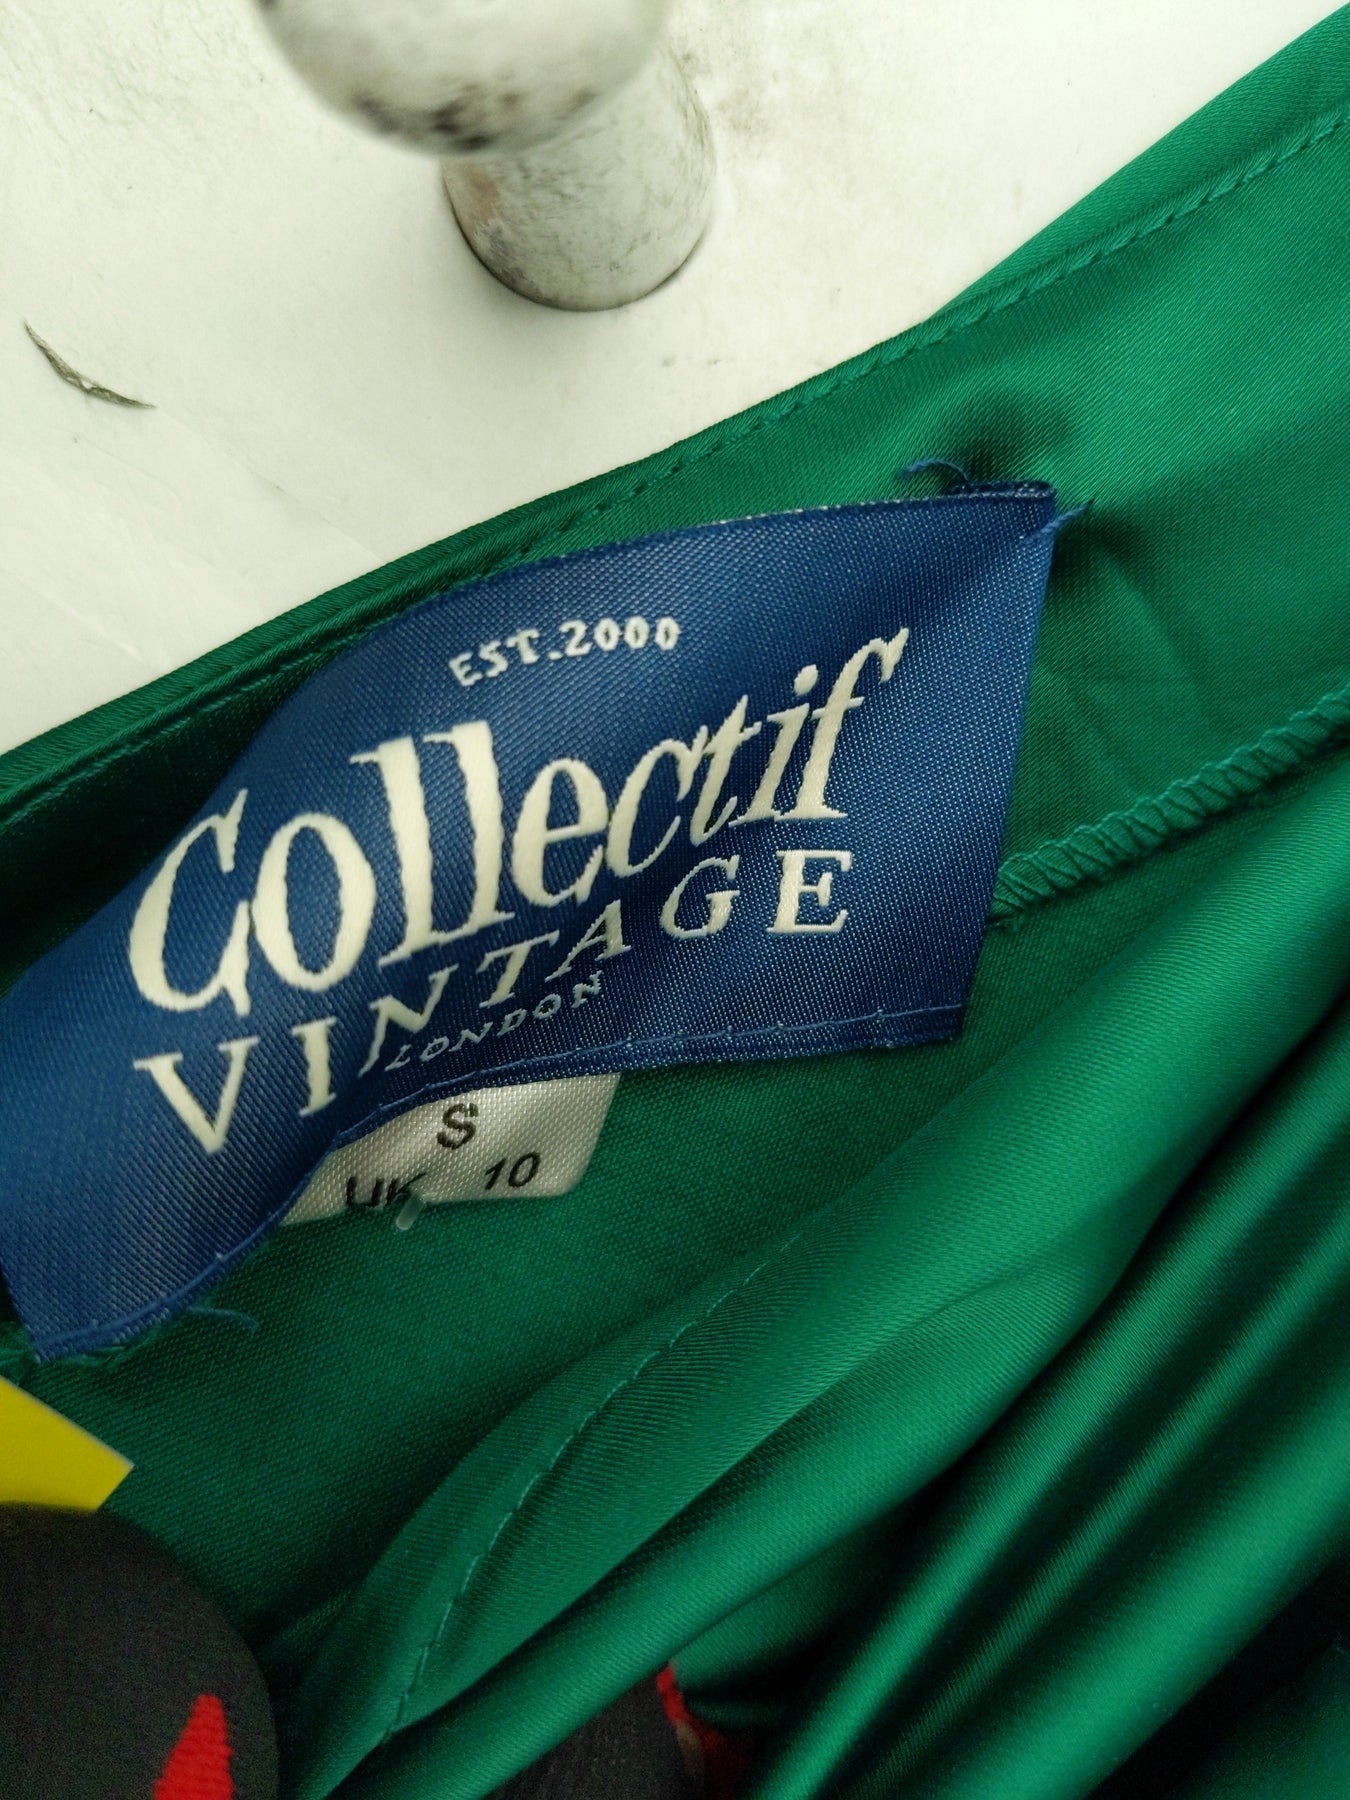 EST.2000
Collectif
VINTAGE
LONDON
S
UK 10